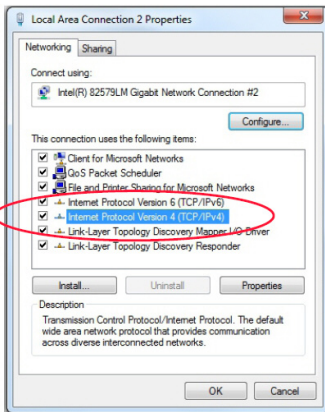 Local Area Connection 2 Properties
Networking
Sharing
Connect using:
Intel(R) 82579LM Gigabit Network Connection #2
Configure...
This connection uses the following items:
Client for Microsoft Networks
QoS Packet Scheduler
File and Printer Sharing for Microsoft Networks
Internet Protocol Version 6 (TCP/IPv6)
Internet Protocol Version 4 (TCP/IPv4)
Link-Layer Topology Discovery Mapper I/O Driver
Link-Layer Topology Discovery Responder
Install...
Uninstall
Properties
Description
Transmission Control Protocol/Internet Protocol. The default
wide area network protocol that provides communication
across diverse interconnected networks.
OK
Cancel